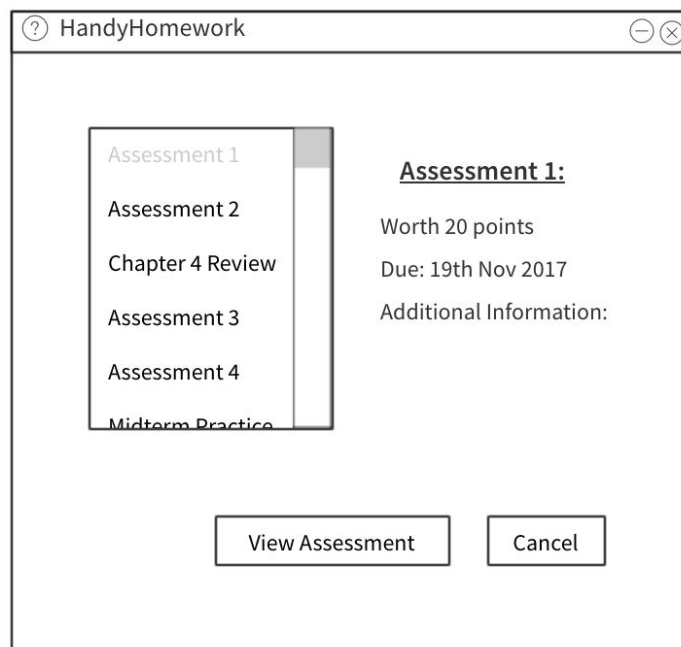 ? HandyHomework
Assessment 1
Assessment 2
Chapter 4 Review
Assessment 3
Assessment 4
Midterm Practice
Assessment 1:
Worth 20 points
Due: 19th Nov 2017
Additional Information:
View Assessment
Cancel